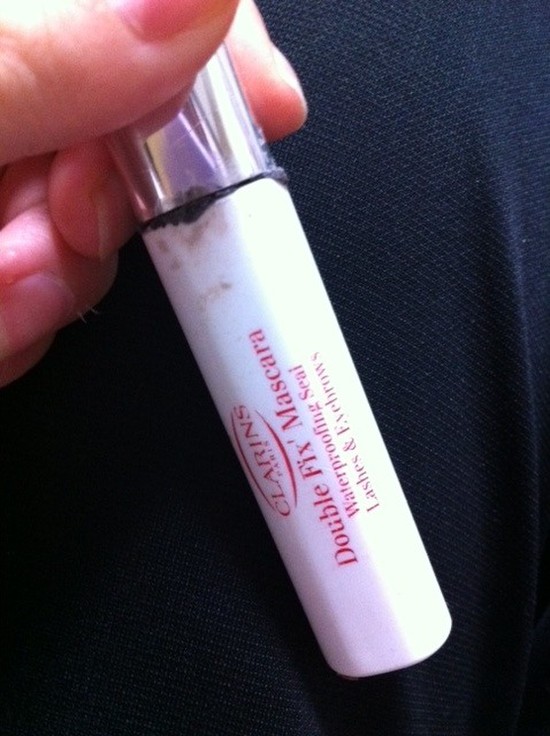 CLARINS
PARIS
Double Fix' Mascara
Waterproofing Seal
Lashes & Eyebrows